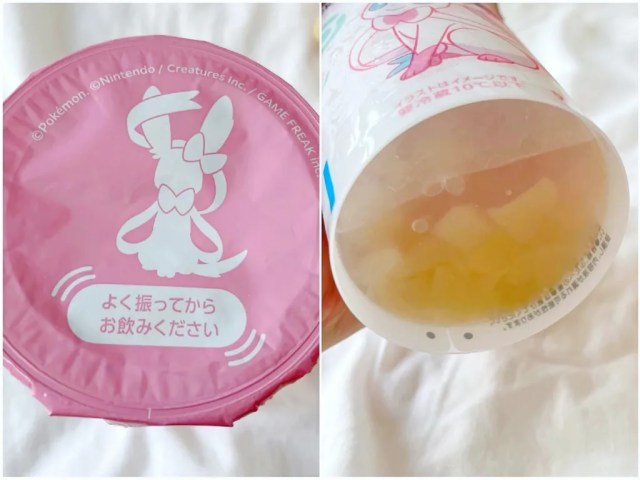 ©Pokémon. ©Nintendo / Creatures Inc. / GAME FREAK inc.
よく振ってから
お飲みください
イラストはイメージです
要冷蔵10℃以下